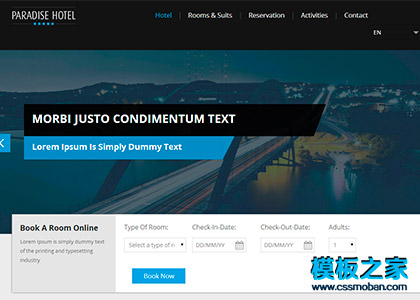 PARADISE HOTEL
Hotel
Rooms & Suits
Reservation
Activities
Contact
EN
MORBI JUSTO CONDIMENTUM TEXT
Lorem Ipsum Is Simply Dummy Text
Book A Room Online
Lorem Ipsum is simply dummy text
of the printing and typesetting
industry
Type Of Room:
Select a type of r
Check-In-Date:
DD/MM/YY
Check-Out-Date:
DD/MM/YY
Adults:
1
Book Now
模板之家
www.cssmoban.com